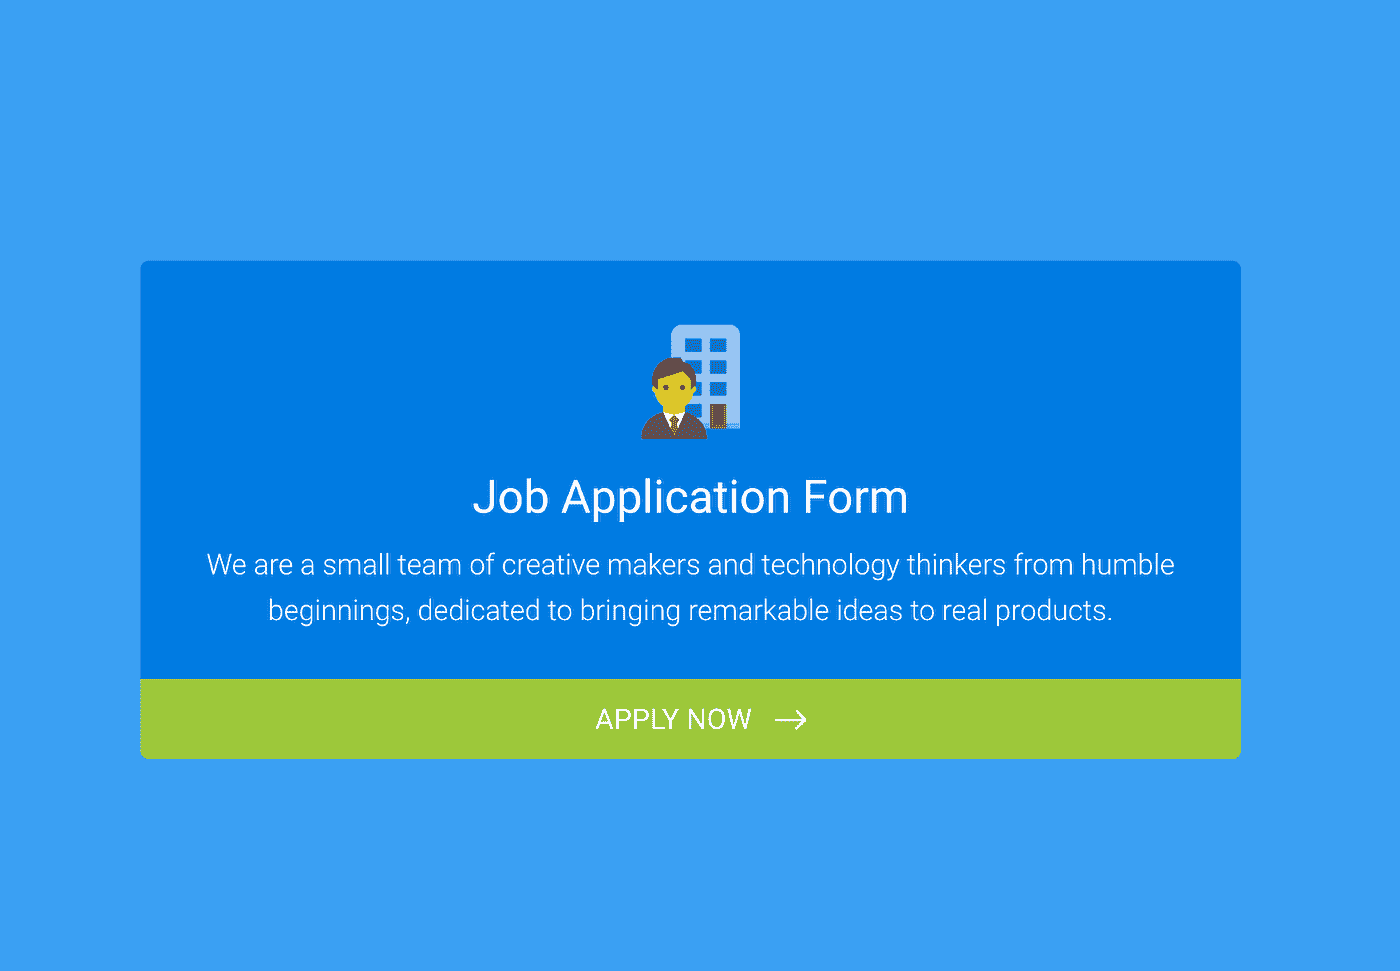 Job Application Form
We are a small team of creative makers and technology thinkers from humble
beginnings, dedicated to bringing remarkable ideas to real products.
APPLY NOW →